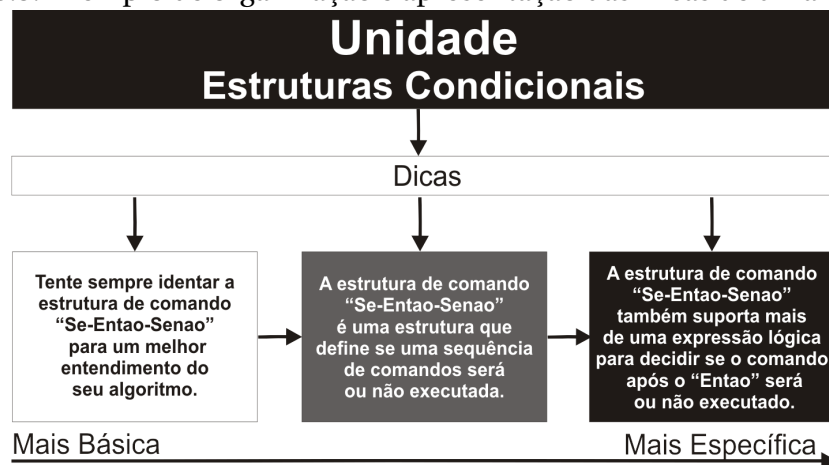 Unidade
Estruturas Condicionais
Dicas
Tente sempre identar a
estrutura de comando
“Se-Entao-Senao”
para um melhor
entendimento do
seu algoritmo.
A estrutura de comando
“Se-Entao-Senao”
é uma estrutura que
define se uma sequência
de comandos será
ou não executada.
A estrutura de comando
“Se-Entao-Senao”
também suporta mais
de uma expressão lógica
para decidir se o comando
após o “Entao” será
ou não executado.
Mais Básica
Mais Específica